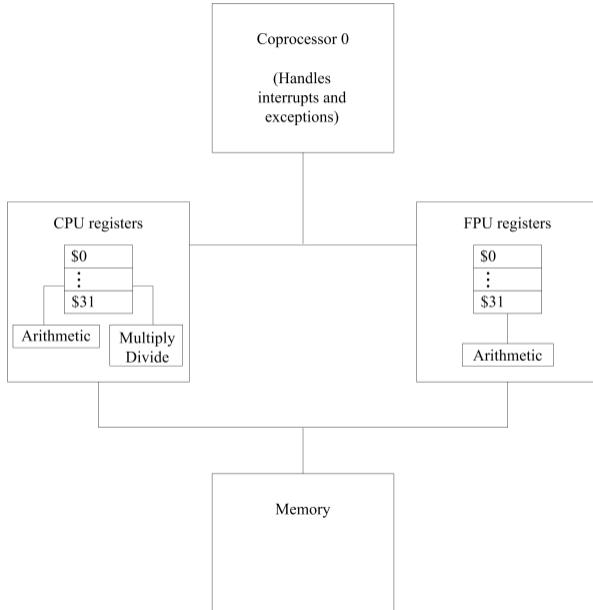 Coprocessor 0
(Handles
interrupts and
exceptions)
CPU registers
$0
⋮
$31
Arithmetic
Multiply
Divide
FPU registers
$0
⋮
$31
Arithmetic
Memory